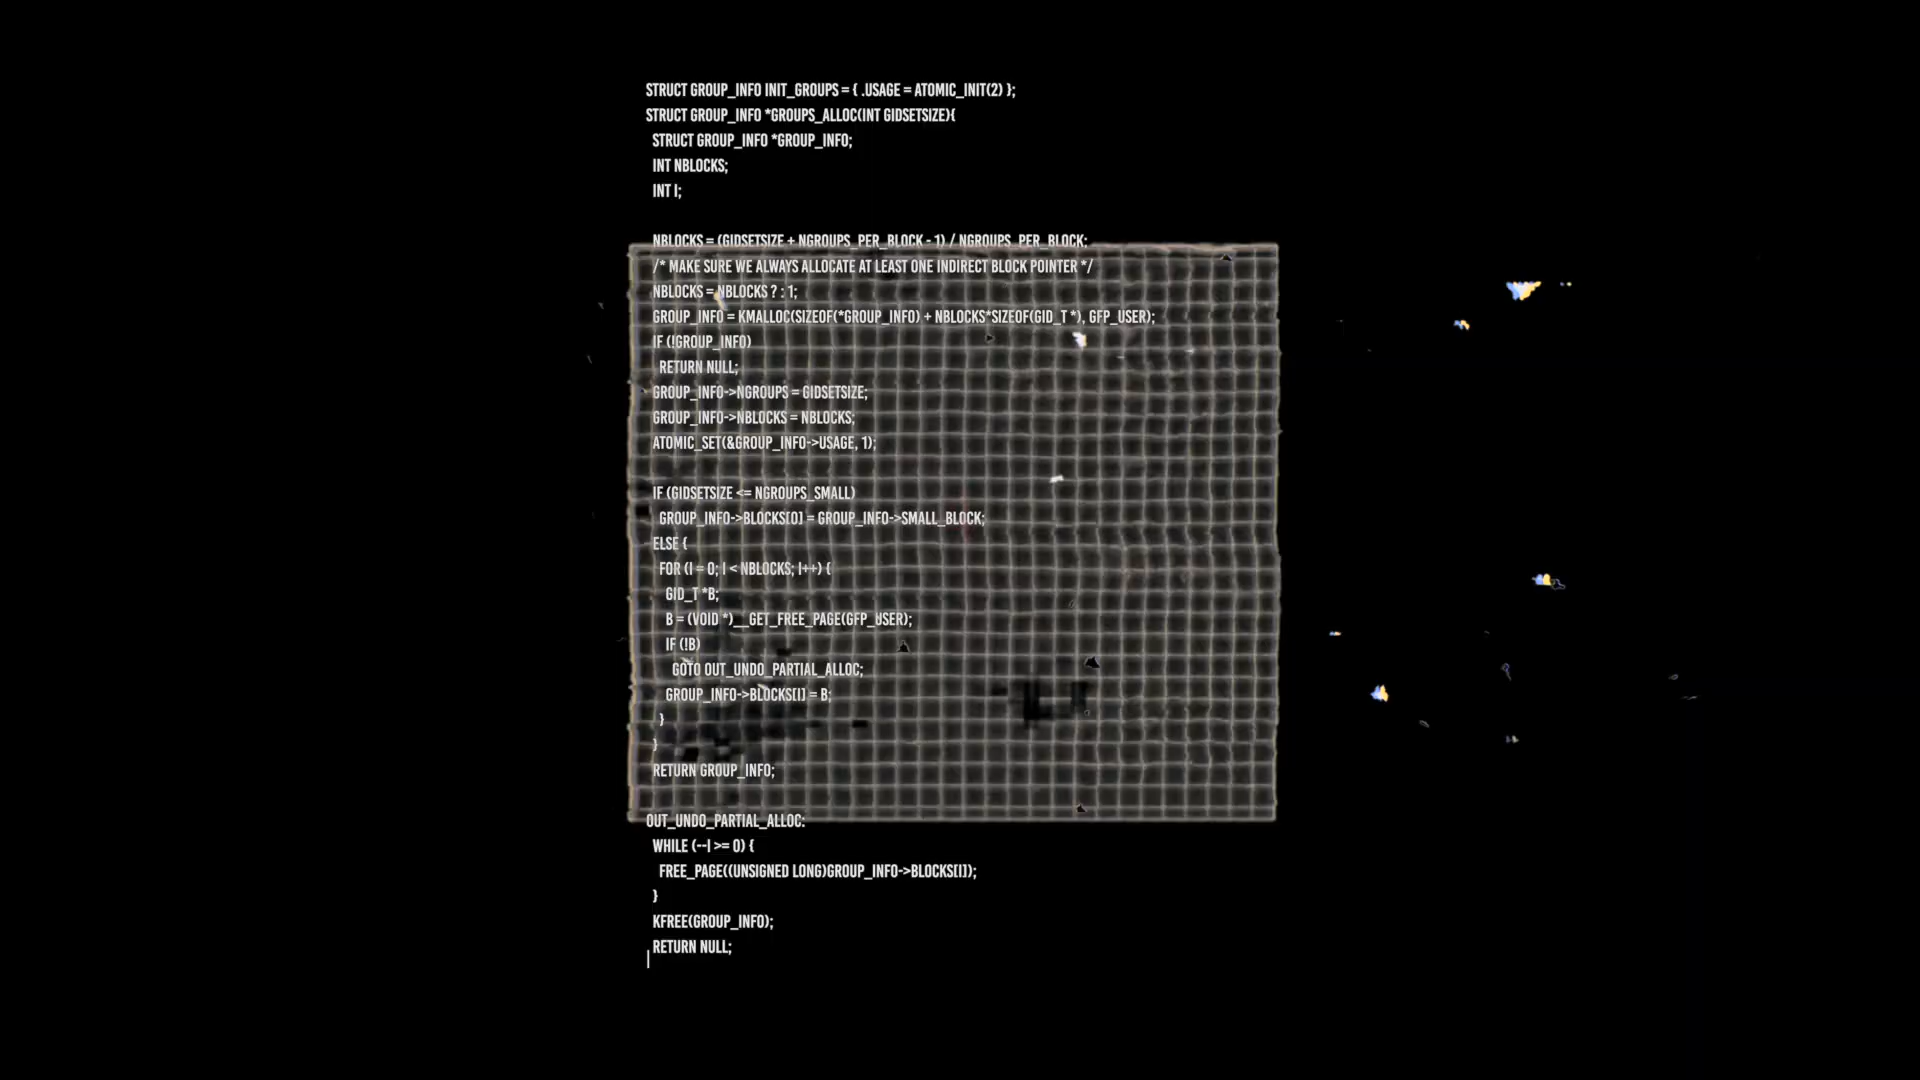 STRUCT GROUP_INFO INIT_GROUPS = { .USAGE = ATOMIC_INIT(2) };
STRUCT GROUP_INFO *GROUPS_ALLOC(INT GIDSETSIZE){
STRUCT GROUP_INFO *GROUP_INFO;
INT NBLOCKS;
INT I;
NBLOCKS = (GIDSETSIZE + NGROUPS_PER_BLOCK - 1) / NGROUPS_PER_BLOCK;
/* MAKE SURE WE ALWAYS ALLOCATE AT LEAST ONE INDIRECT BLOCK POINTER */
NBLOCKS = NBLOCKS ? : 1;
GROUP_INFO = KMALLOC(SIZEOF(*GROUP_INFO) + NBLOCKS*SIZEOF(GID_T *), GFP_USER);
IF (!GROUP_INFO)
RETURN NULL;
GROUP_INFO->NGROUPS = GIDSETSIZE;
GROUP_INFO->NBLOCKS = NBLOCKS;
ATOMIC_SET(&GROUP_INFO->USAGE, 1);
IF (GIDSETSIZE <= NGROUPS_SMALL)
GROUP_INFO->BLOCKS[0] = GROUP_INFO->SMALL_BLOCK;
ELSE {
FOR (I = 0; I < NBLOCKS; I++) {
GID_T *B;
B = (VOID *)__GET_FREE_PAGE(GFP_USER);
IF (!B)
GOTO OUT_UNDO_PARTIAL_ALLOC;
GROUP_INFO->BLOCKS[I] = B;
}
}
RETURN GROUP_INFO;
OUT_UNDO_PARTIAL_ALLOC:
WHILE (--I >= 0) {
FREE_PAGE((UNSIGNED LONG)GROUP_INFO->BLOCKS[I]);
}
KFREE(GROUP_INFO);
RETURN NULL;